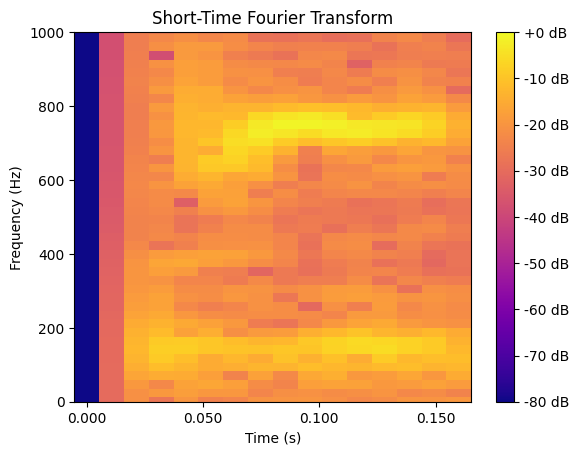 Short-Time Fourier Transform
1000
800
600
400
200
0
Frequency (Hz)
0.000
0.050
0.100
0.150
Time (s)
+0 dB
-10 dB
-20 dB
-30 dB
-40 dB
-50 dB
-60 dB
-70 dB
-80 dB